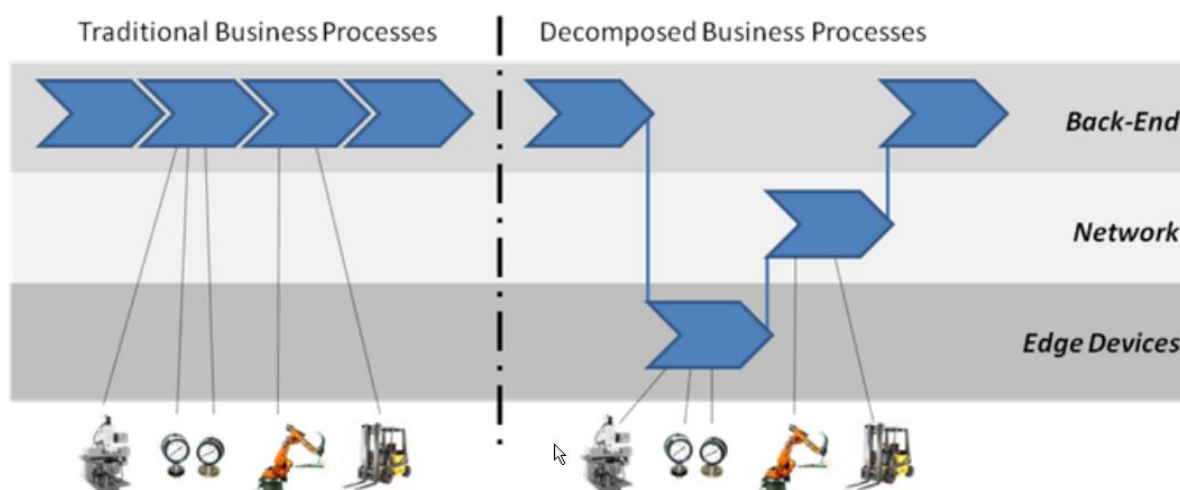 Traditional Business Processes
Decomposed Business Processes
Back-End
Network
Edge Devices